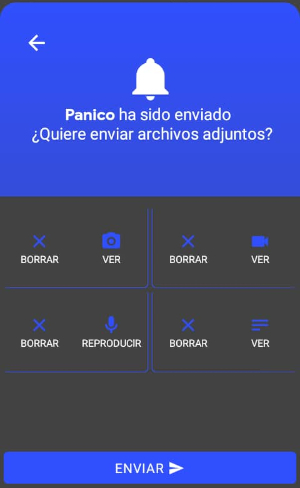 Panico ha sido enviado
¿Quiere enviar archivos adjuntos?
BORRAR VER BORRAR VER
BORRAR REPRODUCIR BORRAR VER
ENVIAR